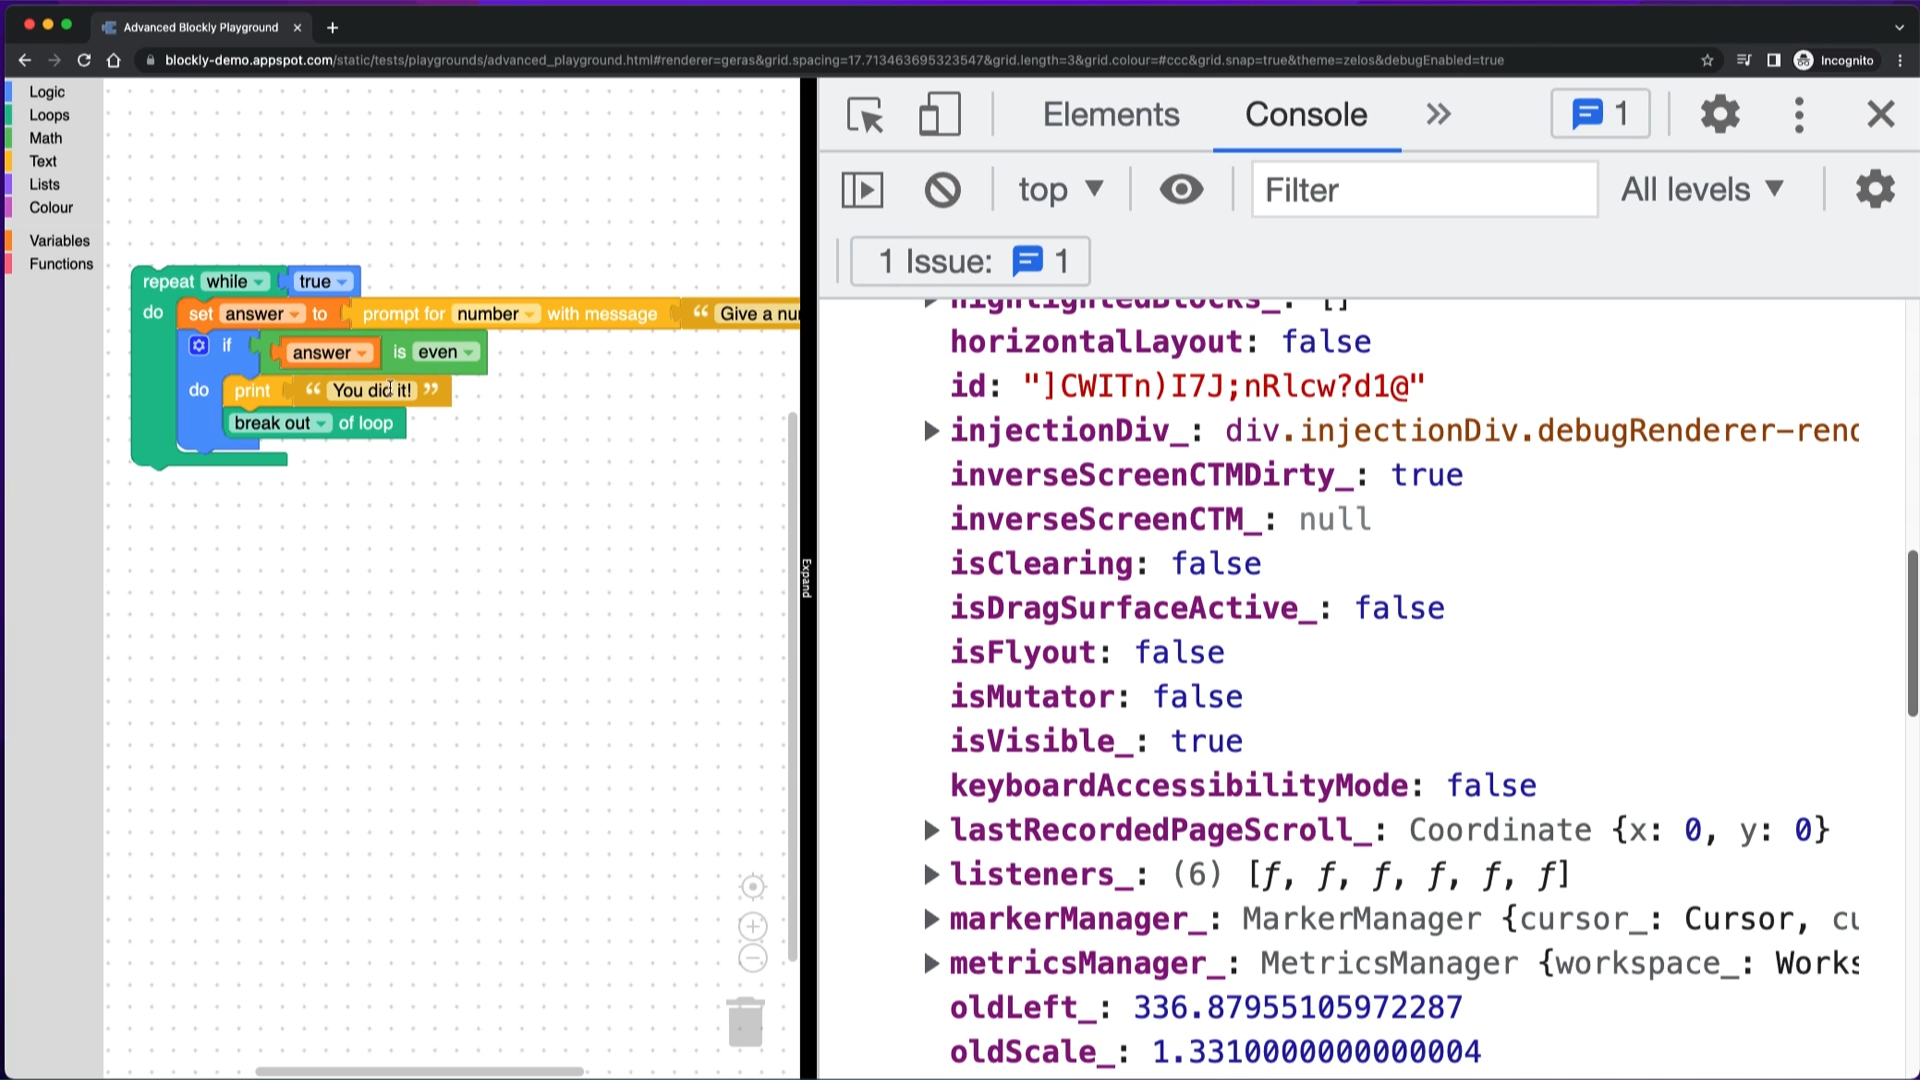 Advanced Blockly Playground
blockly-demo.appspot.com/static/tests/playgrounds/advanced_playground.html#renderer=geras&grid.spacing=17.713463695323547&grid.length=3&grid.colour=#ccc&grid.snap=true&theme=zelos&debugEnabled=true
Incognito
Logic
Loops
Math
Text
Lists
Colour
Variables
Functions
repeat while true
do set answer to prompt for number with message “ Give a nu
if answer is even
do print “ You did it! ”
break out of loop
Expand
Elements Console 1
top Filter All levels
1 Issue: 1
highlightedBlocks_: []
horizontalLayout: false
id: "]CWITn)I7J;nRlcw?d1@"
injectionDiv_: div.injectionDiv.debugRenderer-ren
inverseScreenCTMDirty_: true
inverseScreenCTM_: null
isClearing: false
isDragSurfaceActive_: false
isFlyout: false
isMutator: false
isVisible_: true
keyboardAccessibilityMode: false
lastRecordedPageScroll_: Coordinate {x: 0, y: 0}
listeners_: (6) [ƒ, ƒ, ƒ, ƒ, ƒ, ƒ]
markerManager_: MarkerManager {cursor_: Cursor, cu
metricsManager_: MetricsManager {workspace_: Works
oldLeft_: 336.87955105972287
oldScale_: 1.3310000000000004